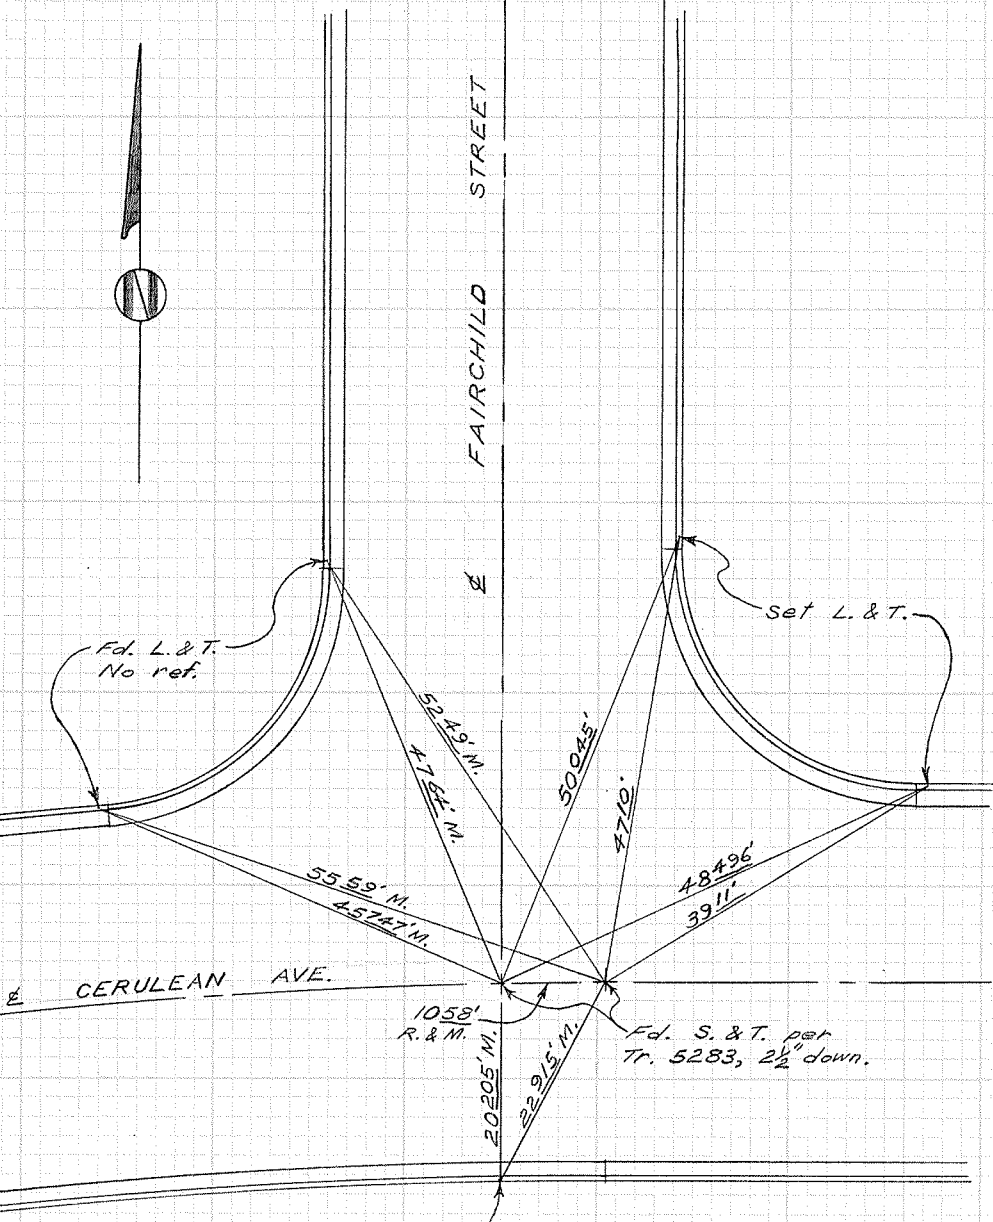 ℄ FAIRCHILD STREET
Fd. L. & T.
No ref.
Set L. & T.
52 49' M.
47 64' M.
50 045'
47 10'
55 59' M.
45 747' M.
48 496'
39 11'
℄ CERULEAN AVE.
10 58'
R. & M.
20 205' M.
22 915' M.
Fd. S. & T. per
Tr. 5283, 2½" down.